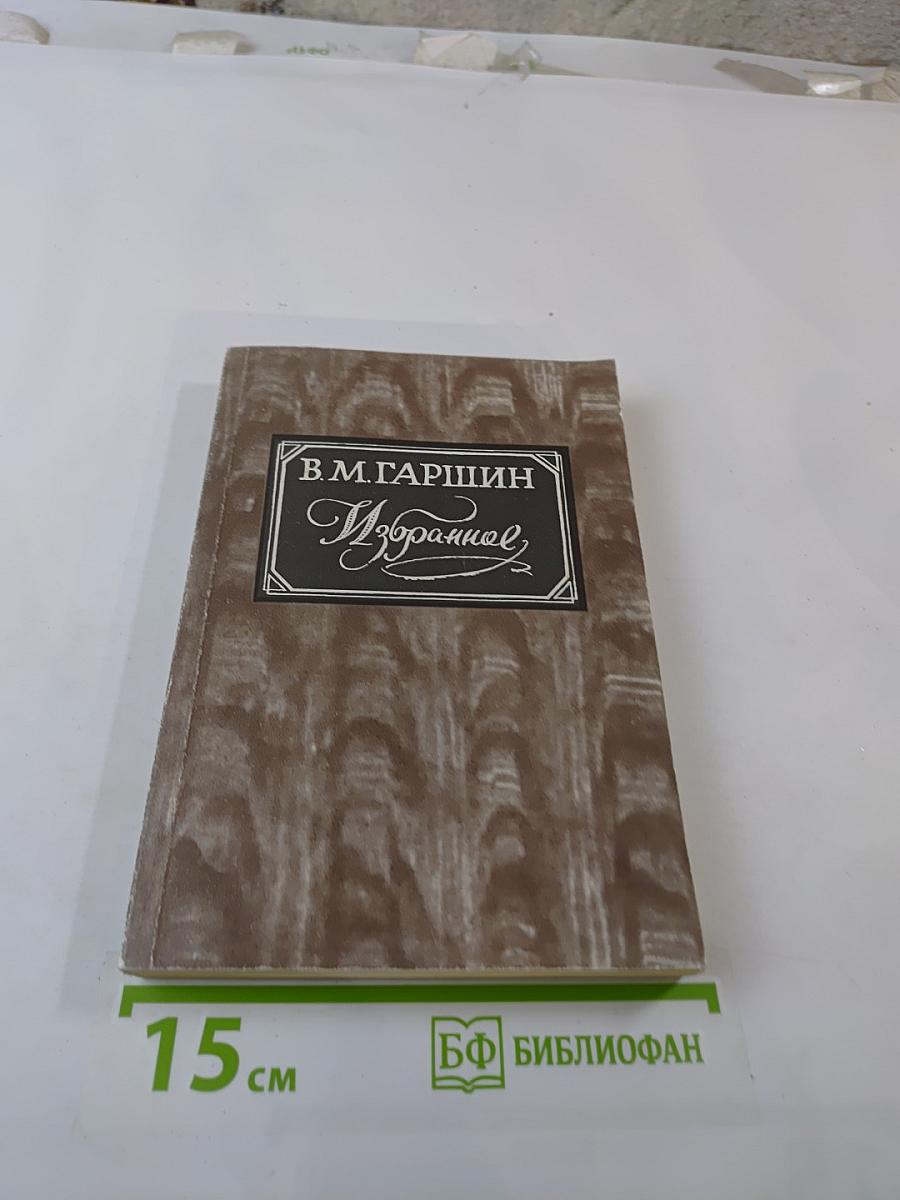 В. М. ГАРШИН
Избранное
15 см
БФ БИБЛИОФАН